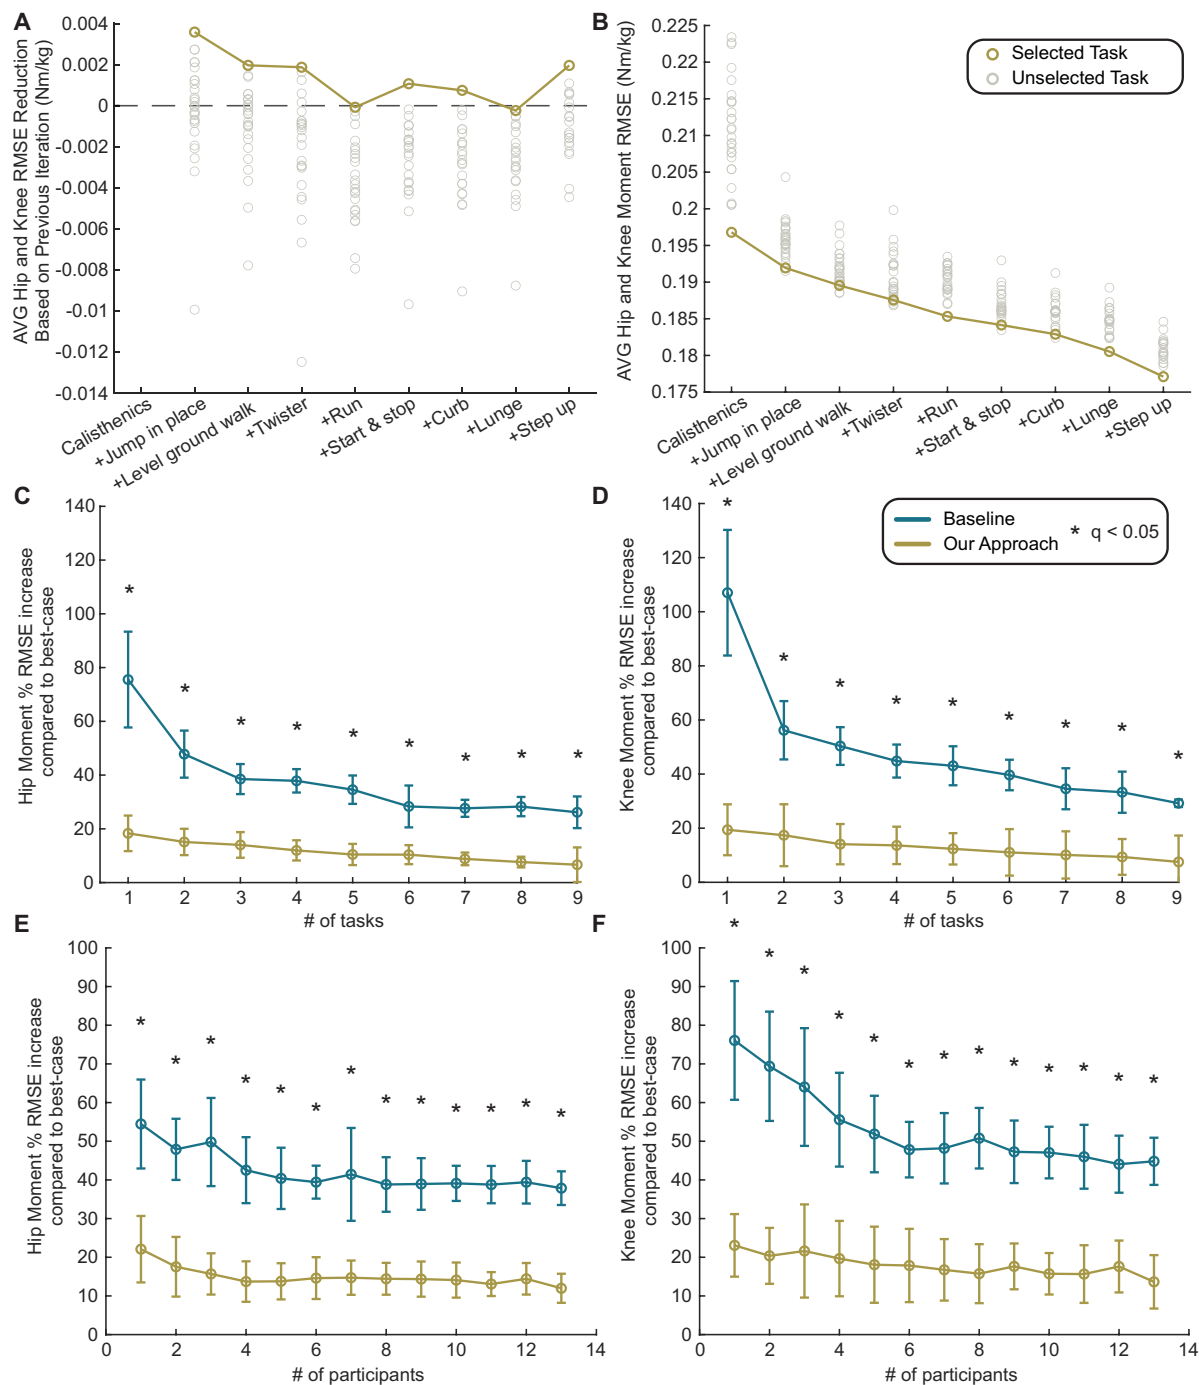 A
AVG Hip and Knee RMSE Reduction
Based on Previous Iteration (Nm/kg)
0.004
0.002
0
-0.002
-0.004
-0.006
-0.008
-0.01
-0.012
-0.014
Calisthenics
+Jump in place
+Level ground walk
+Twister
+Run
+Start & stop
+Curb
+Lunge
+Step up
B
AVG Hip and Knee Moment RMSE (Nm/kg)
0.225
0.22
0.215
0.21
0.205
0.2
0.195
0.19
0.185
0.18
0.175
Selected Task
Unselected Task
Calisthenics
+Jump in place
+Level ground walk
+Twister
+Run
+Start & stop
+Curb
+Lunge
+Step up
C
Hip Moment % RMSE increase
compared to best-case
140
120
100
80
60
40
20
0
* * * * * * * * *
1 2 3 4 5 6 7 8 9
# of tasks
D
Knee Moment % RMSE increase
compared to best-case
140
120
100
80
60
40
20
0
Baseline
Our Approach
* q < 0.05
* * * * * * * * *
1 2 3 4 5 6 7 8 9
# of tasks
E
Hip Moment % RMSE increase
compared to best-case
100
90
80
70
60
50
40
30
20
10
0
* * * * * * * * * * * * *
0 2 4 6 8 10 12 14
# of participants
F
Knee Moment % RMSE increase
compared to best-case
100
90
80
70
60
50
40
30
20
10
0
* * * * * * * * * * * * *
0 2 4 6 8 10 12 14
# of participants